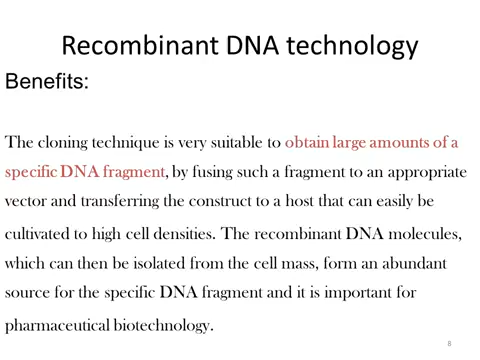 Recombinant DNA technology
Benefits:
The cloning technique is very suitable to obtain large amounts of a
specific DNA fragment, by fusing such a fragment to an appropriate
vector and transferring the construct to a host that can easily be
cultivated to high cell densities. The recombinant DNA molecules,
which can then be isolated from the cell mass, form an abundant
source for the specific DNA fragment and it is important for
pharmaceutical biotechnology.
8